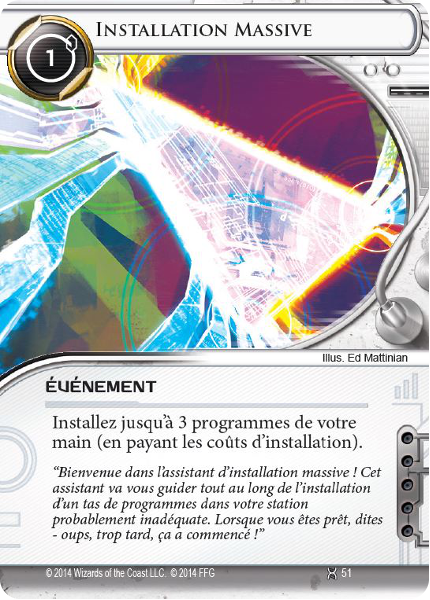 Installation Massive
1
Illus. Ed Mattinian
Événement
Installez jusqu'à 3 programmes de votre
main (en payant les coûts d'installation).
“Bienvenue dans l'assistant d'installation massive ! Cet
assistant va vous guider tout au long de l'installation
d'un tas de programmes dans votre station
probablement inadéquate. Lorsque vous êtes prêt, dites
- oups, trop tard, ça a commencé !”
© 2014 Wizards of the Coast LLC. © 2014 FFG
51